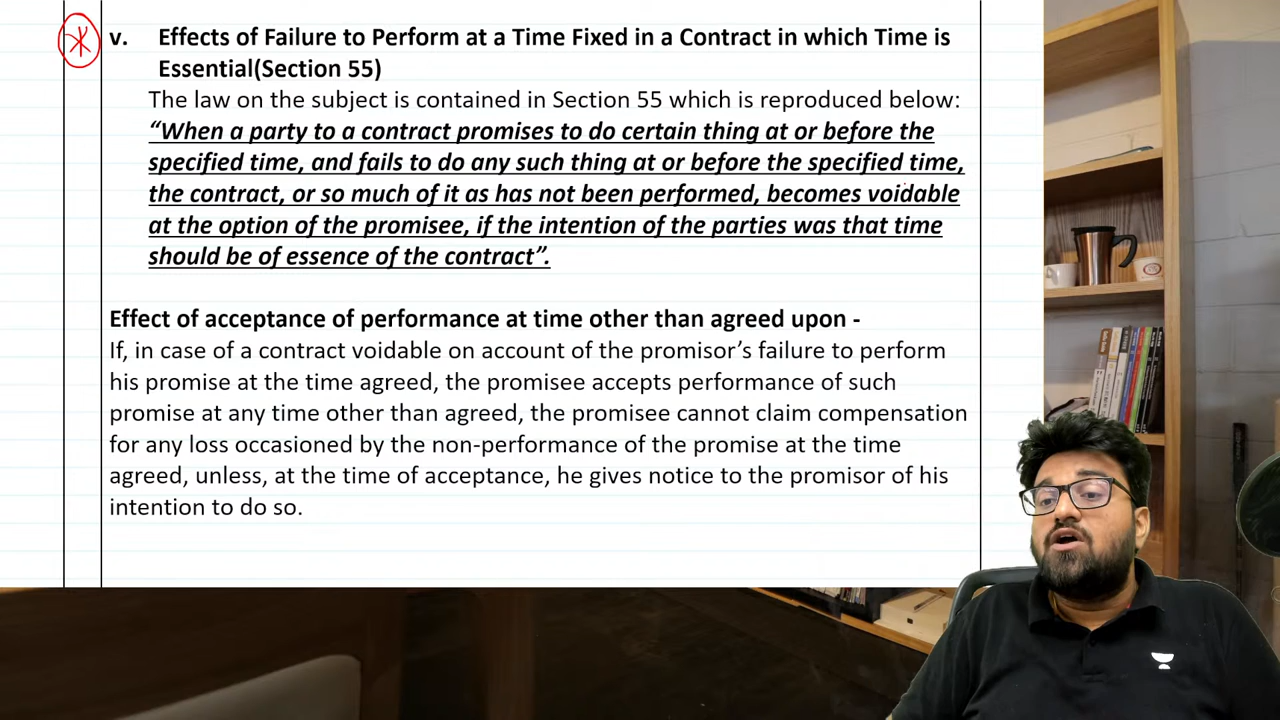 v. Effects of Failure to Perform at a Time Fixed in a Contract in which Time is
Essential(Section 55)
The law on the subject is contained in Section 55 which is reproduced below:
“When a party to a contract promises to do certain thing at or before the
specified time, and fails to do any such thing at or before the specified time,
the contract, or so much of it as has not been performed, becomes voidable
at the option of the promisee, if the intention of the parties was that time
should be of essence of the contract”.
Effect of acceptance of performance at time other than agreed upon -
If, in case of a contract voidable on account of the promisor’s failure to perform
his promise at the time agreed, the promisee accepts performance of such
promise at any time other than agreed, the promisee cannot claim compensation
for any loss occasioned by the non-performance of the promise at the time
agreed, unless, at the time of acceptance, he gives notice to the promisor of his
intention to do so.